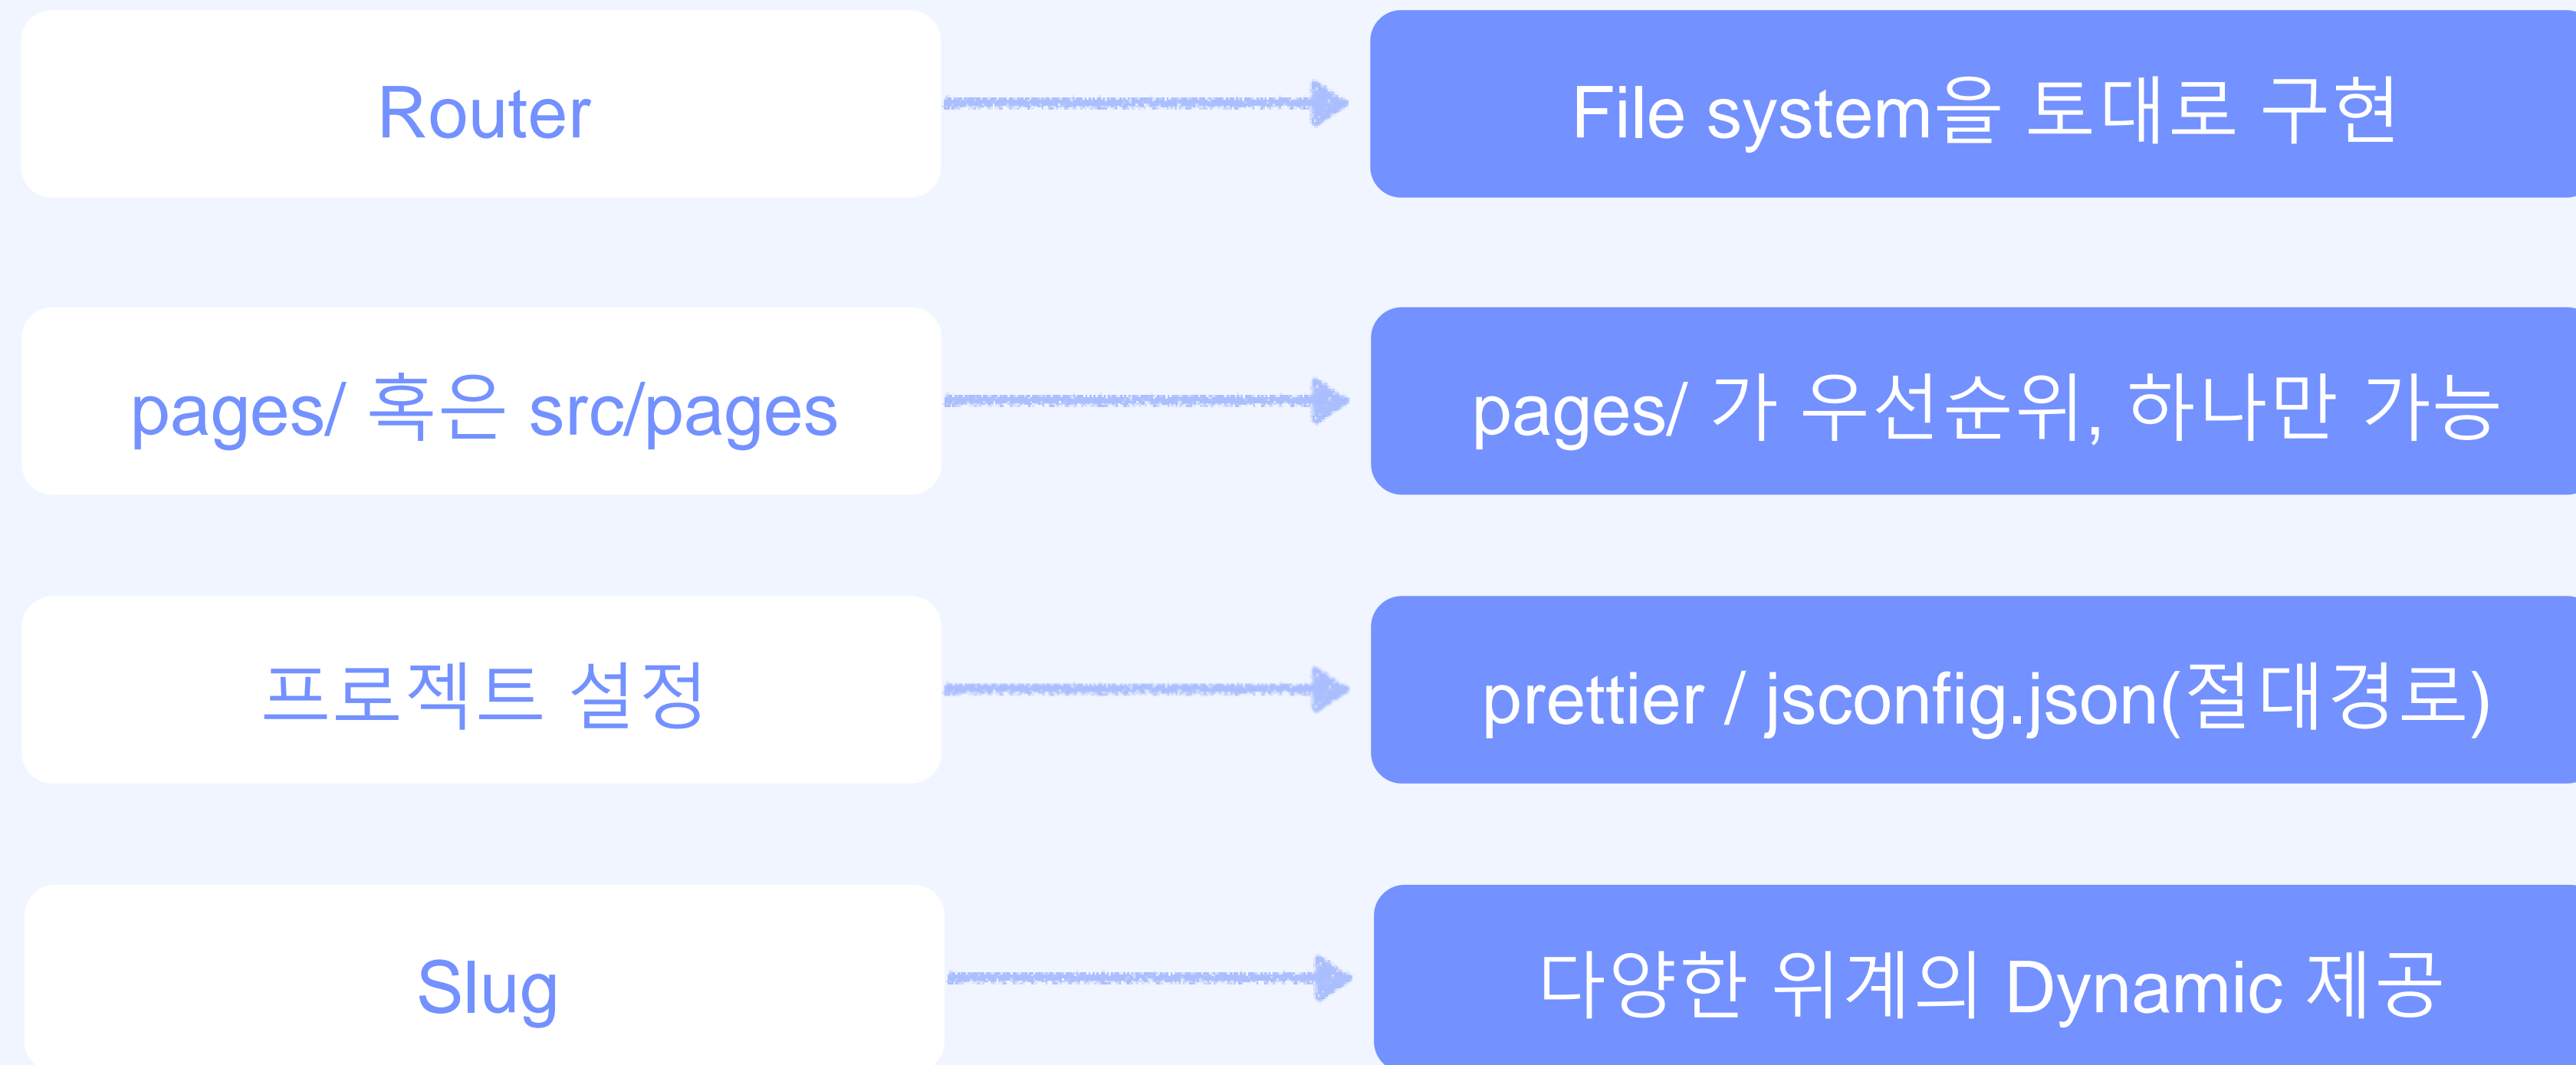 Router
File system을 토대로 구현
pages/ 혹은 src/pages
pages/ 가 우선순위, 하나만 가능
프로젝트 설정
prettier / jsconfig.json(절대경로)
Slug
다양한 위계의 Dynamic 제공